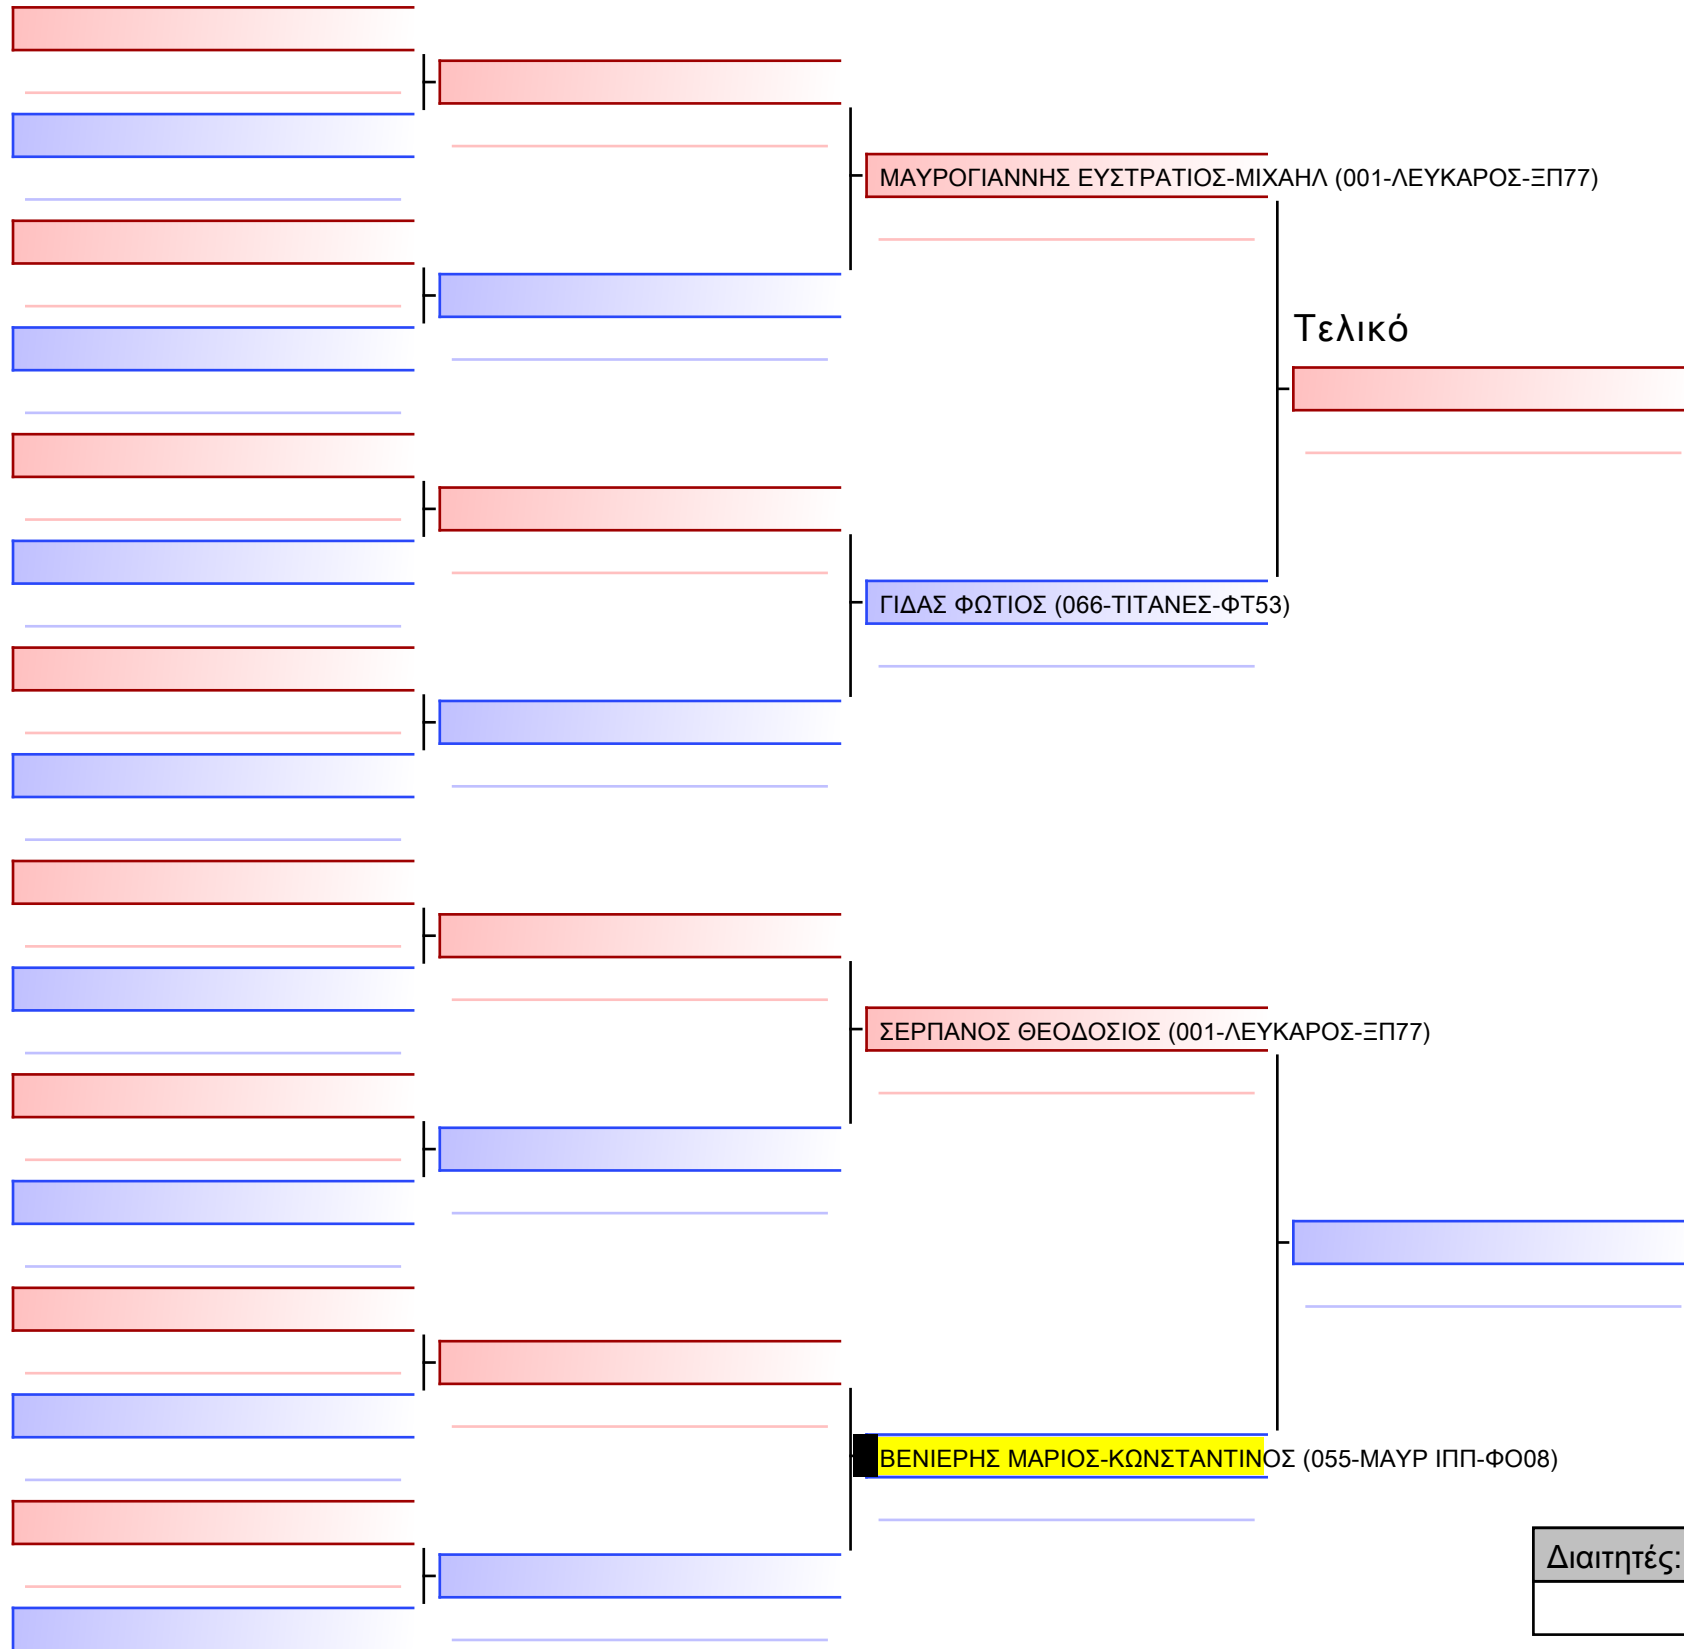 ΜΑΥΡΟΓΙΑΝΝΗΣ ΕΥΣΤΡΑΤΙΟΣ-ΜΙΧΑΗΛ (001-ΛΕΥΚΑΡΟΣ-ΞΠ77)
Τελικό
ΓΙΔΑΣ ΦΩΤΙΟΣ (066-ΤΙΤΑΝΕΣ-ΦΤ53)
ΣΕΡΠΑΝΟΣ ΘΕΟΔΟΣΙΟΣ (001-ΛΕΥΚΑΡΟΣ-ΞΠ77)
ΒΕΝΙΕΡΗΣ ΜΑΡΙΟΣ-ΚΩΝΣΤΑΝΤΙΝΟΣ (055-ΜΑΥΡ ΙΠΠ-ΦΟ08)
Διαιτητές: